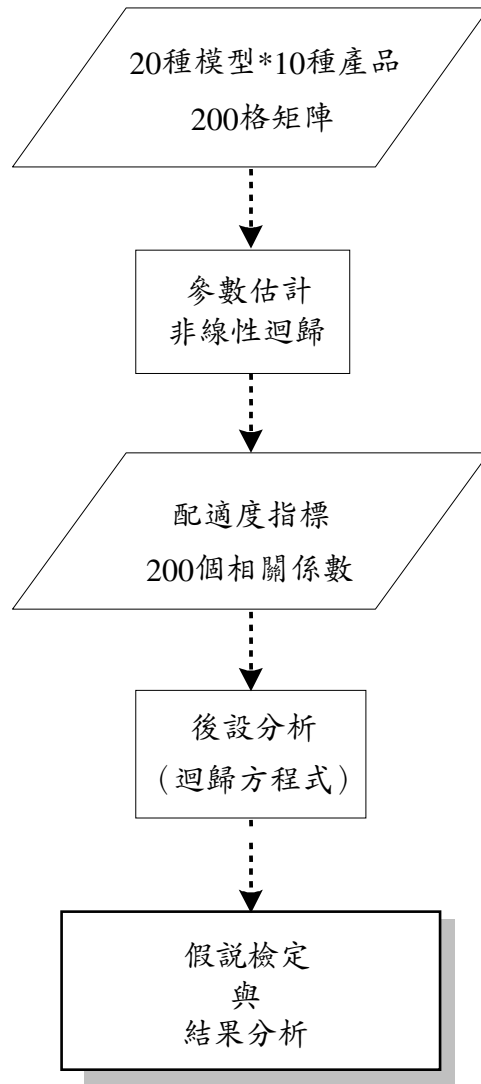 20種模型*10種產品
200格矩陣
參數估計
非線性迴歸
配適度指標
200個相關係數
後設分析
（迴歸方程式）
假說檢定
與
結果分析